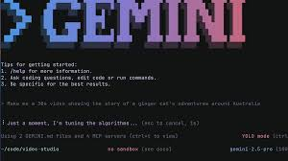 > GEMINI
Tips for getting started:
1. /help for more information.
2. Ask coding questions, edit code or run commands.
3. Be specific for the best results.
> Make me a 30s video showing the story of a ginger cat's adventures around Australia
Just a moment, I'm tuning the algorithms... (esc to cancel, 1s)
Using 2 GEMINI.md files and 4 MCP servers (ctrl+t to view)
YOLO mode (ctrl
~/code/video-studio
no sandbox (see docs)
gemini-2.5-pro (100%